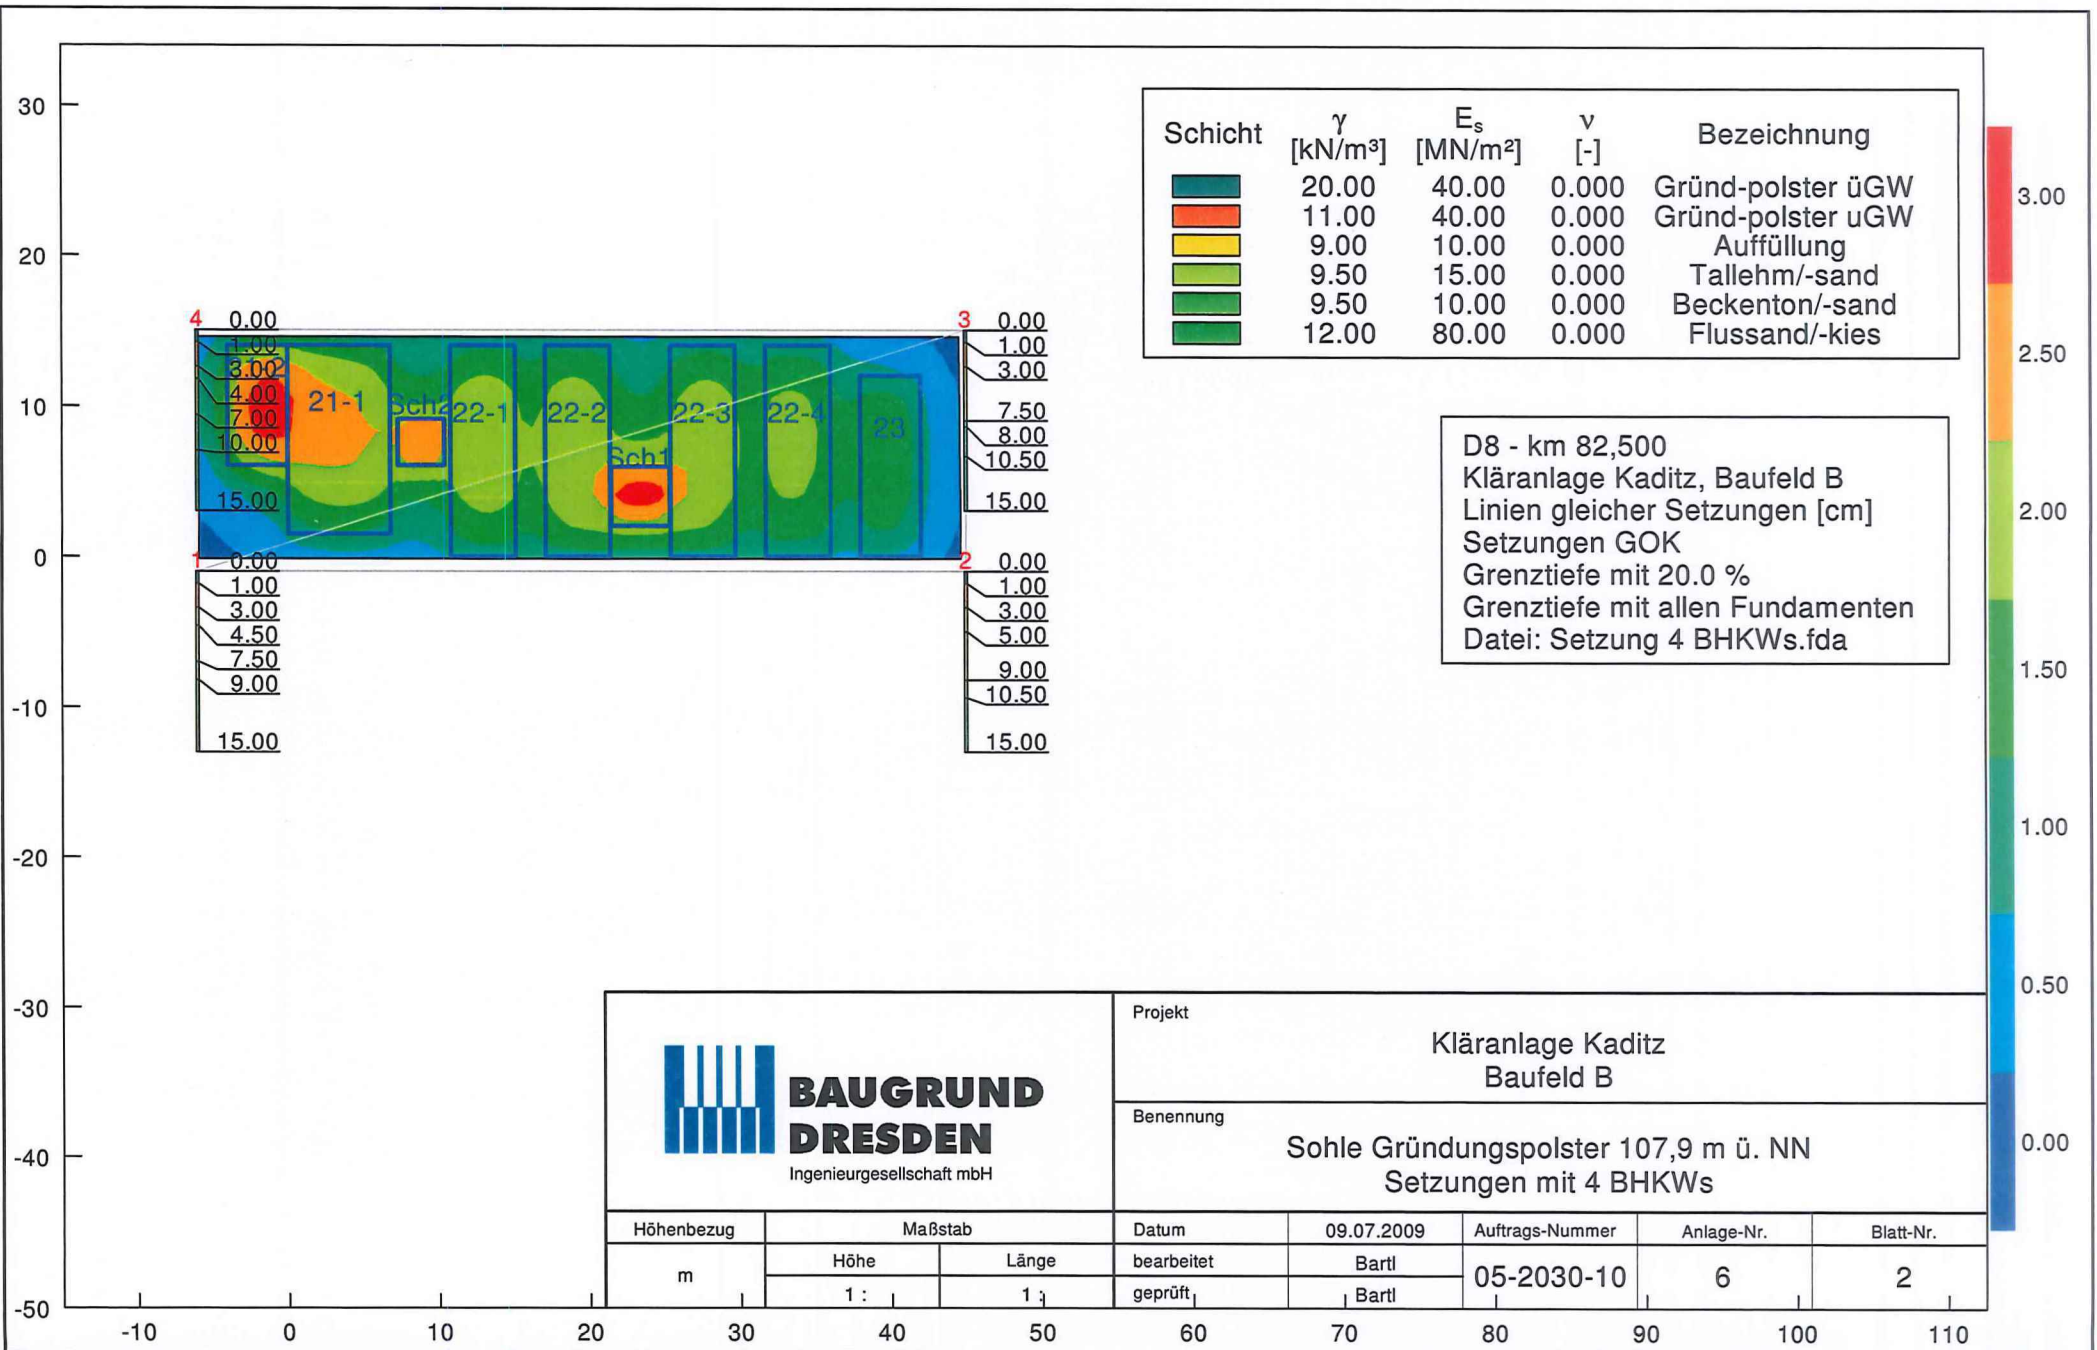 30
20
10
0
-10
-20
-30
-40
-50
-10 0 10 20 30 40 50 60 70 80 90 100 110
Schicht γ [kN/m³] Es [MN/m²] ν [-] Bezeichnung
20.00 40.00 0.000 Gründ-polster üGW
11.00 40.00 0.000 Gründ-polster uGW
9.00 10.00 0.000 Auffüllung
9.50 15.00 0.000 Tallehm/-sand
9.50 10.00 0.000 Beckenton/-sand
12.00 80.00 0.000 Flussand/-kies
3.00
2.50
2.00
1.50
1.00
0.50
0.00
D8 - km 82,500
Kläranlage Kaditz, Baufeld B
Linien gleicher Setzungen [cm]
Setzungen GOK
Grenztiefe mit 20.0 %
Grenztiefe mit allen Fundamenten
Datei: Setzung 4 BHKWs.fda
4
0.00
1.00
3.00
4.00
7.00
10.00
15.00
3
0.00
1.00
3.00
7.50
8.00
10.50
15.00
21-1
Sch2
22-1
22-2
22-3
22-4
23
Sch1
1
0.00
1.00
3.00
4.50
7.50
9.00
15.00
2
0.00
1.00
3.00
5.00
9.00
10.50
15.00
BAUGRUND
DRESDEN
Ingenieurgesellschaft mbH
Projekt
Kläranlage Kaditz
Baufeld B
Benennung
Sohle Gründungspolster 107,9 m ü. NN
Setzungen mit 4 BHKWs
Höhenbezug Maßstab Datum 09.07.2009 Auftrags-Nummer Anlage-Nr. Blatt-Nr.
m Höhe Länge bearbeitet Bartl 05-2030-10 6 2
1 : 1 : geprüft Bartl